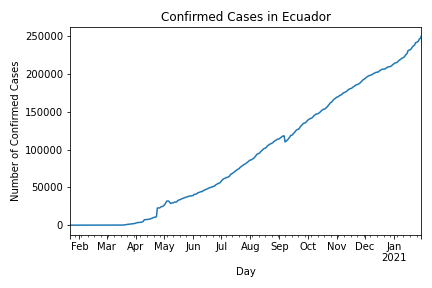 Confirmed Cases in Ecuador
Number of Confirmed Cases
250000
200000
150000
100000
50000
0
Feb Mar Apr May Jun Jul Aug Sep Oct Nov Dec Jan
2021
Day